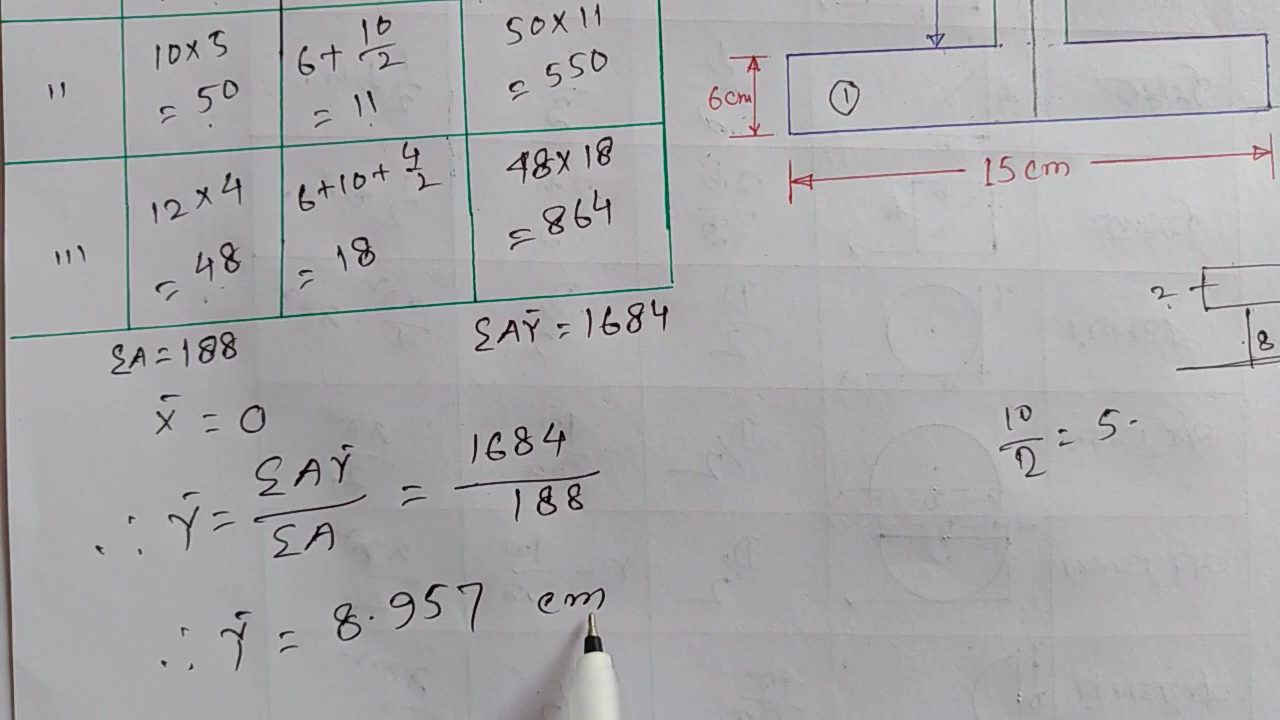 11
10 x 5
= 50
6 + 10/2
= 11
50 x 11
= 550
111
12 x 4
= 48
6+10+ 4/2
= 18
48 x 18
= 864
ΣA = 188
ΣAȲ = 1684
x̄ = 0
∴ Ȳ = ΣAȲ/ΣA = 1684/188
∴ Ȳ = 8.957 cm
6cm
1
15cm
2
8
10/2 = 5.